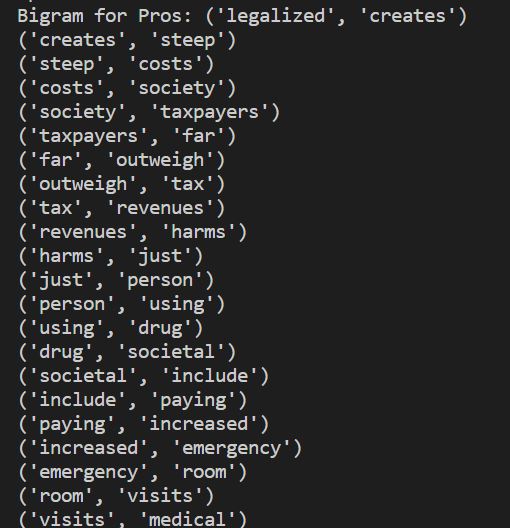 Bigram for Pros: ('legalized', 'creates')
('creates', 'steep')
('steep', 'costs')
('costs', 'society')
('society', 'taxpayers')
('taxpayers', 'far')
('far', 'outweigh')
('outweigh', 'tax')
('tax', 'revenues')
('revenues', 'harms')
('harms', 'just')
('just', 'person')
('person', 'using')
('using', 'drug')
('drug', 'societal')
('societal', 'include')
('include', 'paying')
('paying', 'increased')
('increased', 'emergency')
('emergency', 'room')
('room', 'visits')
('visits', 'medical')